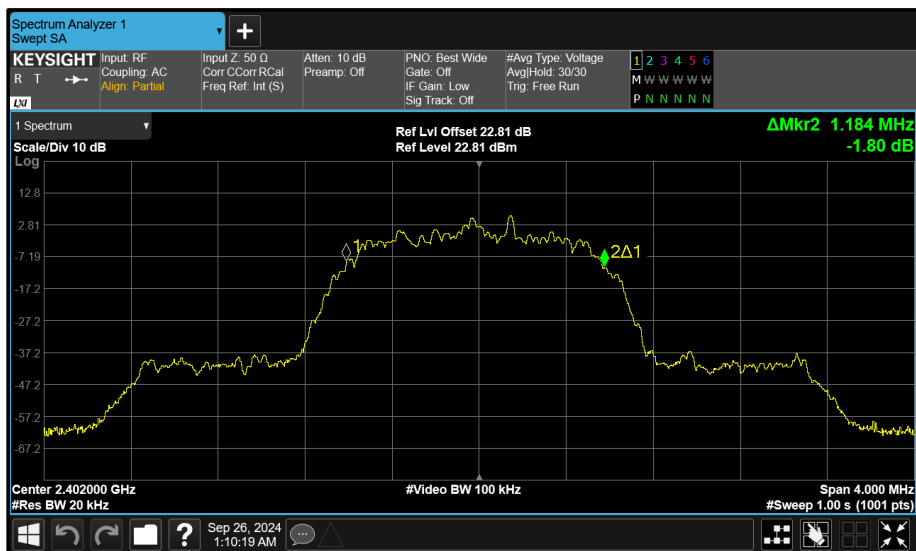 Spectrum Analyzer 1
Swept SA
KEYSIGHT
R T
LXI
Input: RF
Coupling: AC
Align: Partial
Input Z: 50 Ω
Corr CCorr RCal
Freq Ref: Int (S)
Atten: 10 dB
Preamp: Off
PNO: Best Wide
Gate: Off
IF Gain: Low
Sig Track: Off
#Avg Type: Voltage
Avg|Hold: 30/30
Trig: Free Run
1 2 3 4 5 6
M W W W W W
P N N N N N
1 Spectrum
Scale/Div 10 dB
Log
Ref Lvl Offset 22.81 dB
Ref Level 22.81 dBm
ΔMkr2 1.184 MHz
-1.80 dB
12.8
2.81
-7.19
-17.2
-27.2
-37.2
-47.2
-57.2
-67.2
1
2Δ1
Center 2.402000 GHz
#Res BW 20 kHz
#Video BW 100 kHz
Span 4.000 MHz
#Sweep 1.00 s (1001 pts)
?
Sep 26, 2024
1:10:19 AM